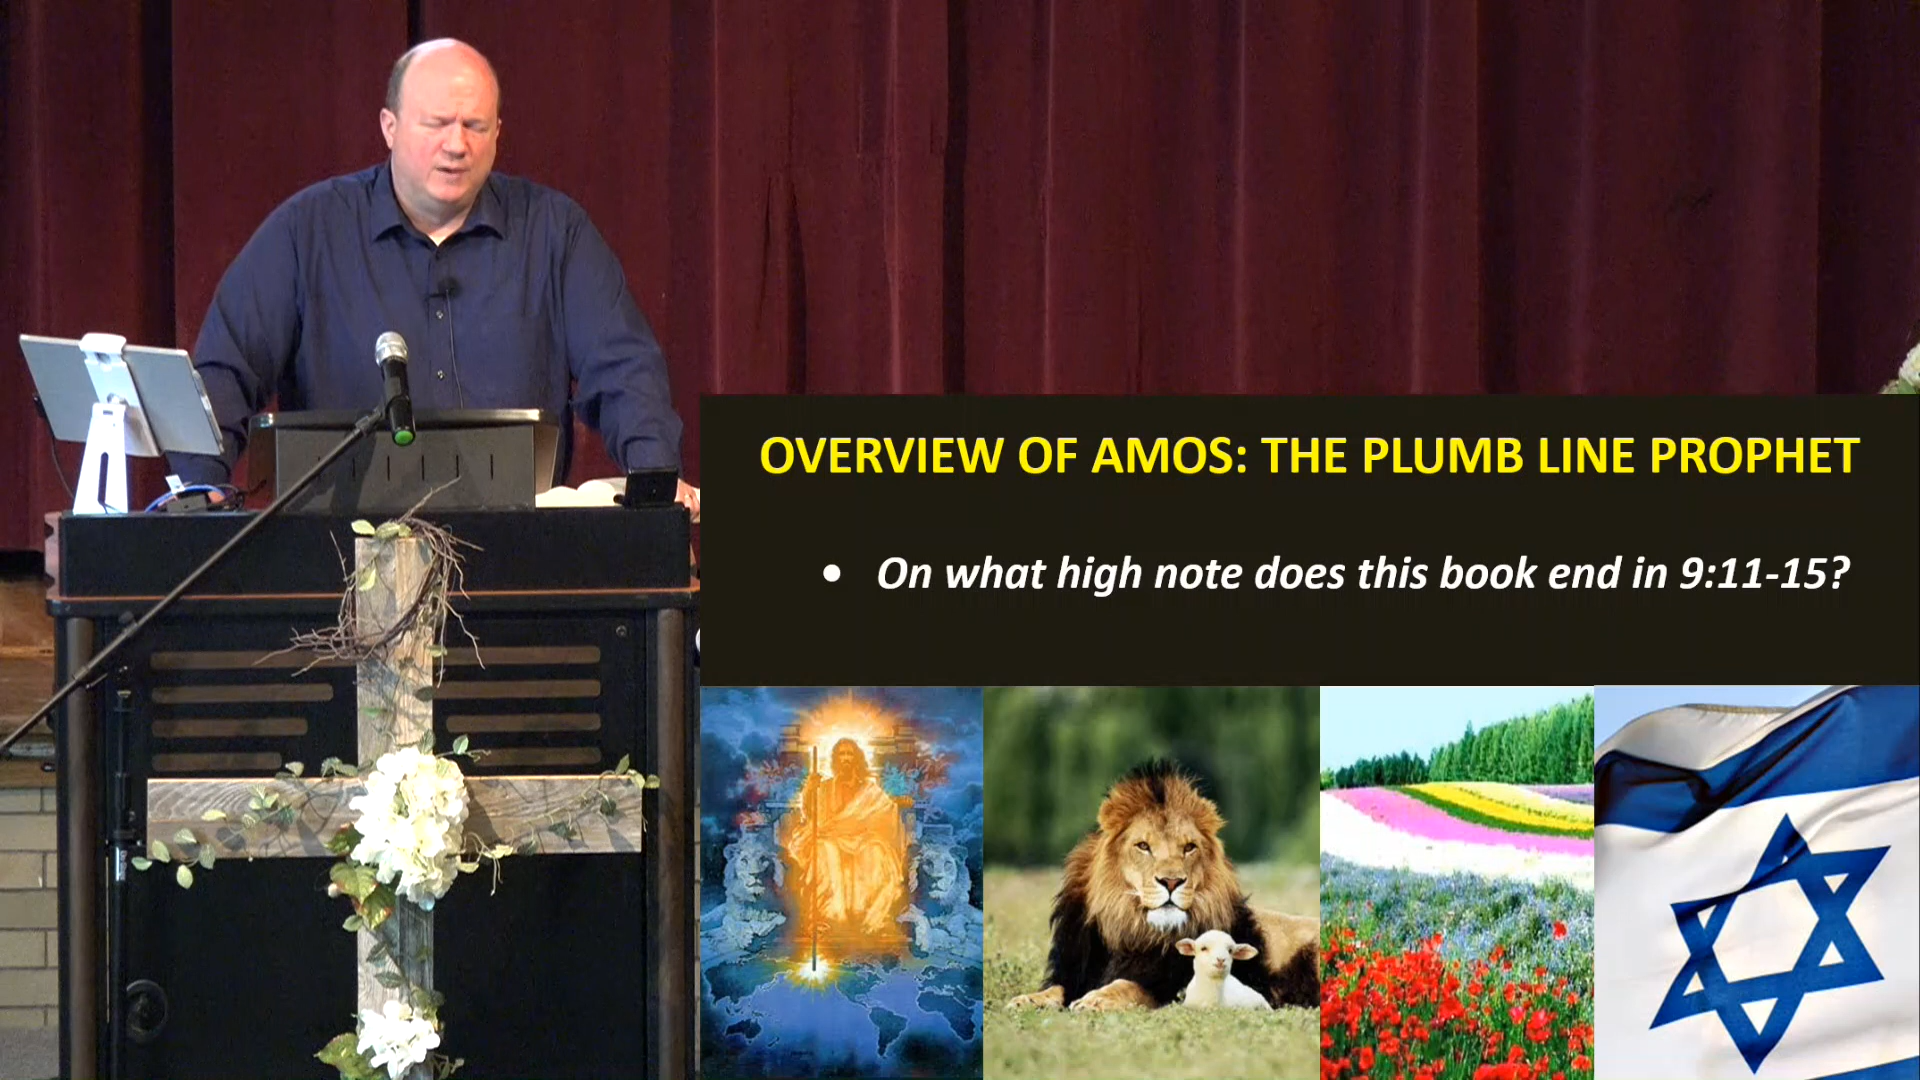 OVERVIEW OF AMOS: THE PLUMB LINE PROPHET
• On what high note does this book end in 9:11-15?